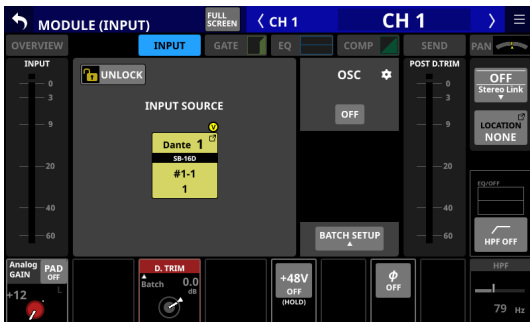 MODULE (INPUT)
FULL
SCREEN
CH 1
CH 1
OVERVIEW
INPUT
GATE
EQ
COMP
SEND
PAN
INPUT
0
3
9
20
40
60
UNLOCK
INPUT SOURCE
V
Dante 1
SB-16D
#1-1
1
OSC
OFF
BATCH SETUP
POST D.TRIM
0
3
9
20
40
60
OFF
Stereo Link
LOCATION
NONE
EQ/OFF
HPF OFF
Analog
GAIN
PAD
OFF
+12
L
D. TRIM
Batch
0.0
dB
+48V
OFF
(HOLD)
Φ
OFF
HPF
79 Hz